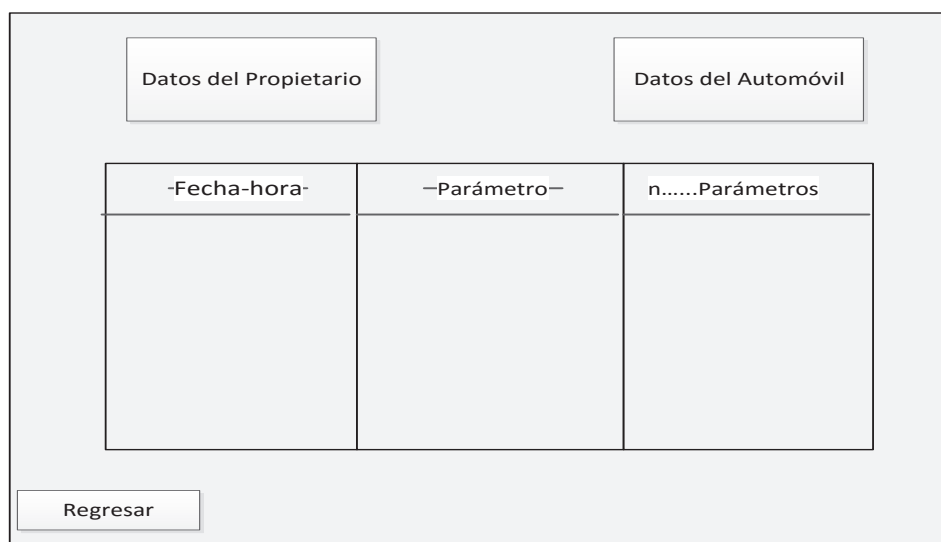 Datos del Propietario
Datos del Automóvil
-Fecha-hora-
—Parámetro—
n......Parámetros
Regresar